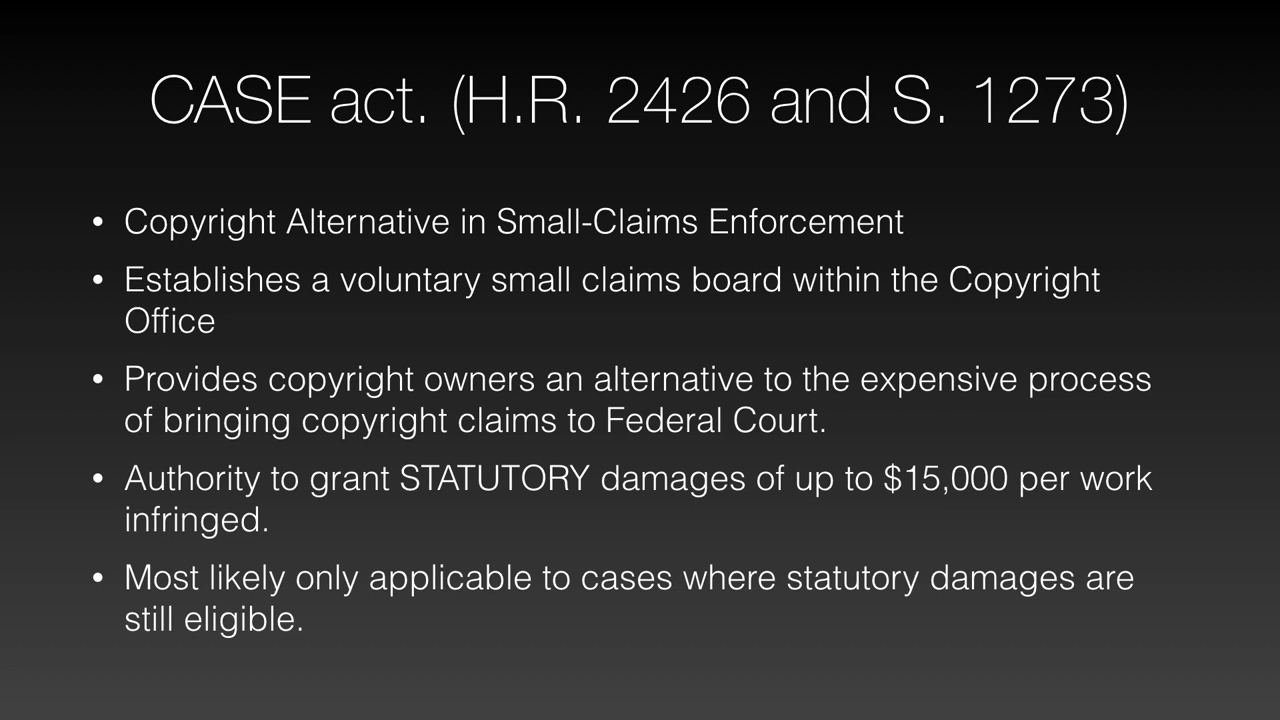 CASE act. (H.R. 2426 and S. 1273)
• Copyright Alternative in Small-Claims Enforcement
• Establishes a voluntary small claims board within the Copyright
Office
• Provides copyright owners an alternative to the expensive process
of bringing copyright claims to Federal Court.
• Authority to grant STATUTORY damages of up to $15,000 per work
infringed.
• Most likely only applicable to cases where statutory damages are
still eligible.